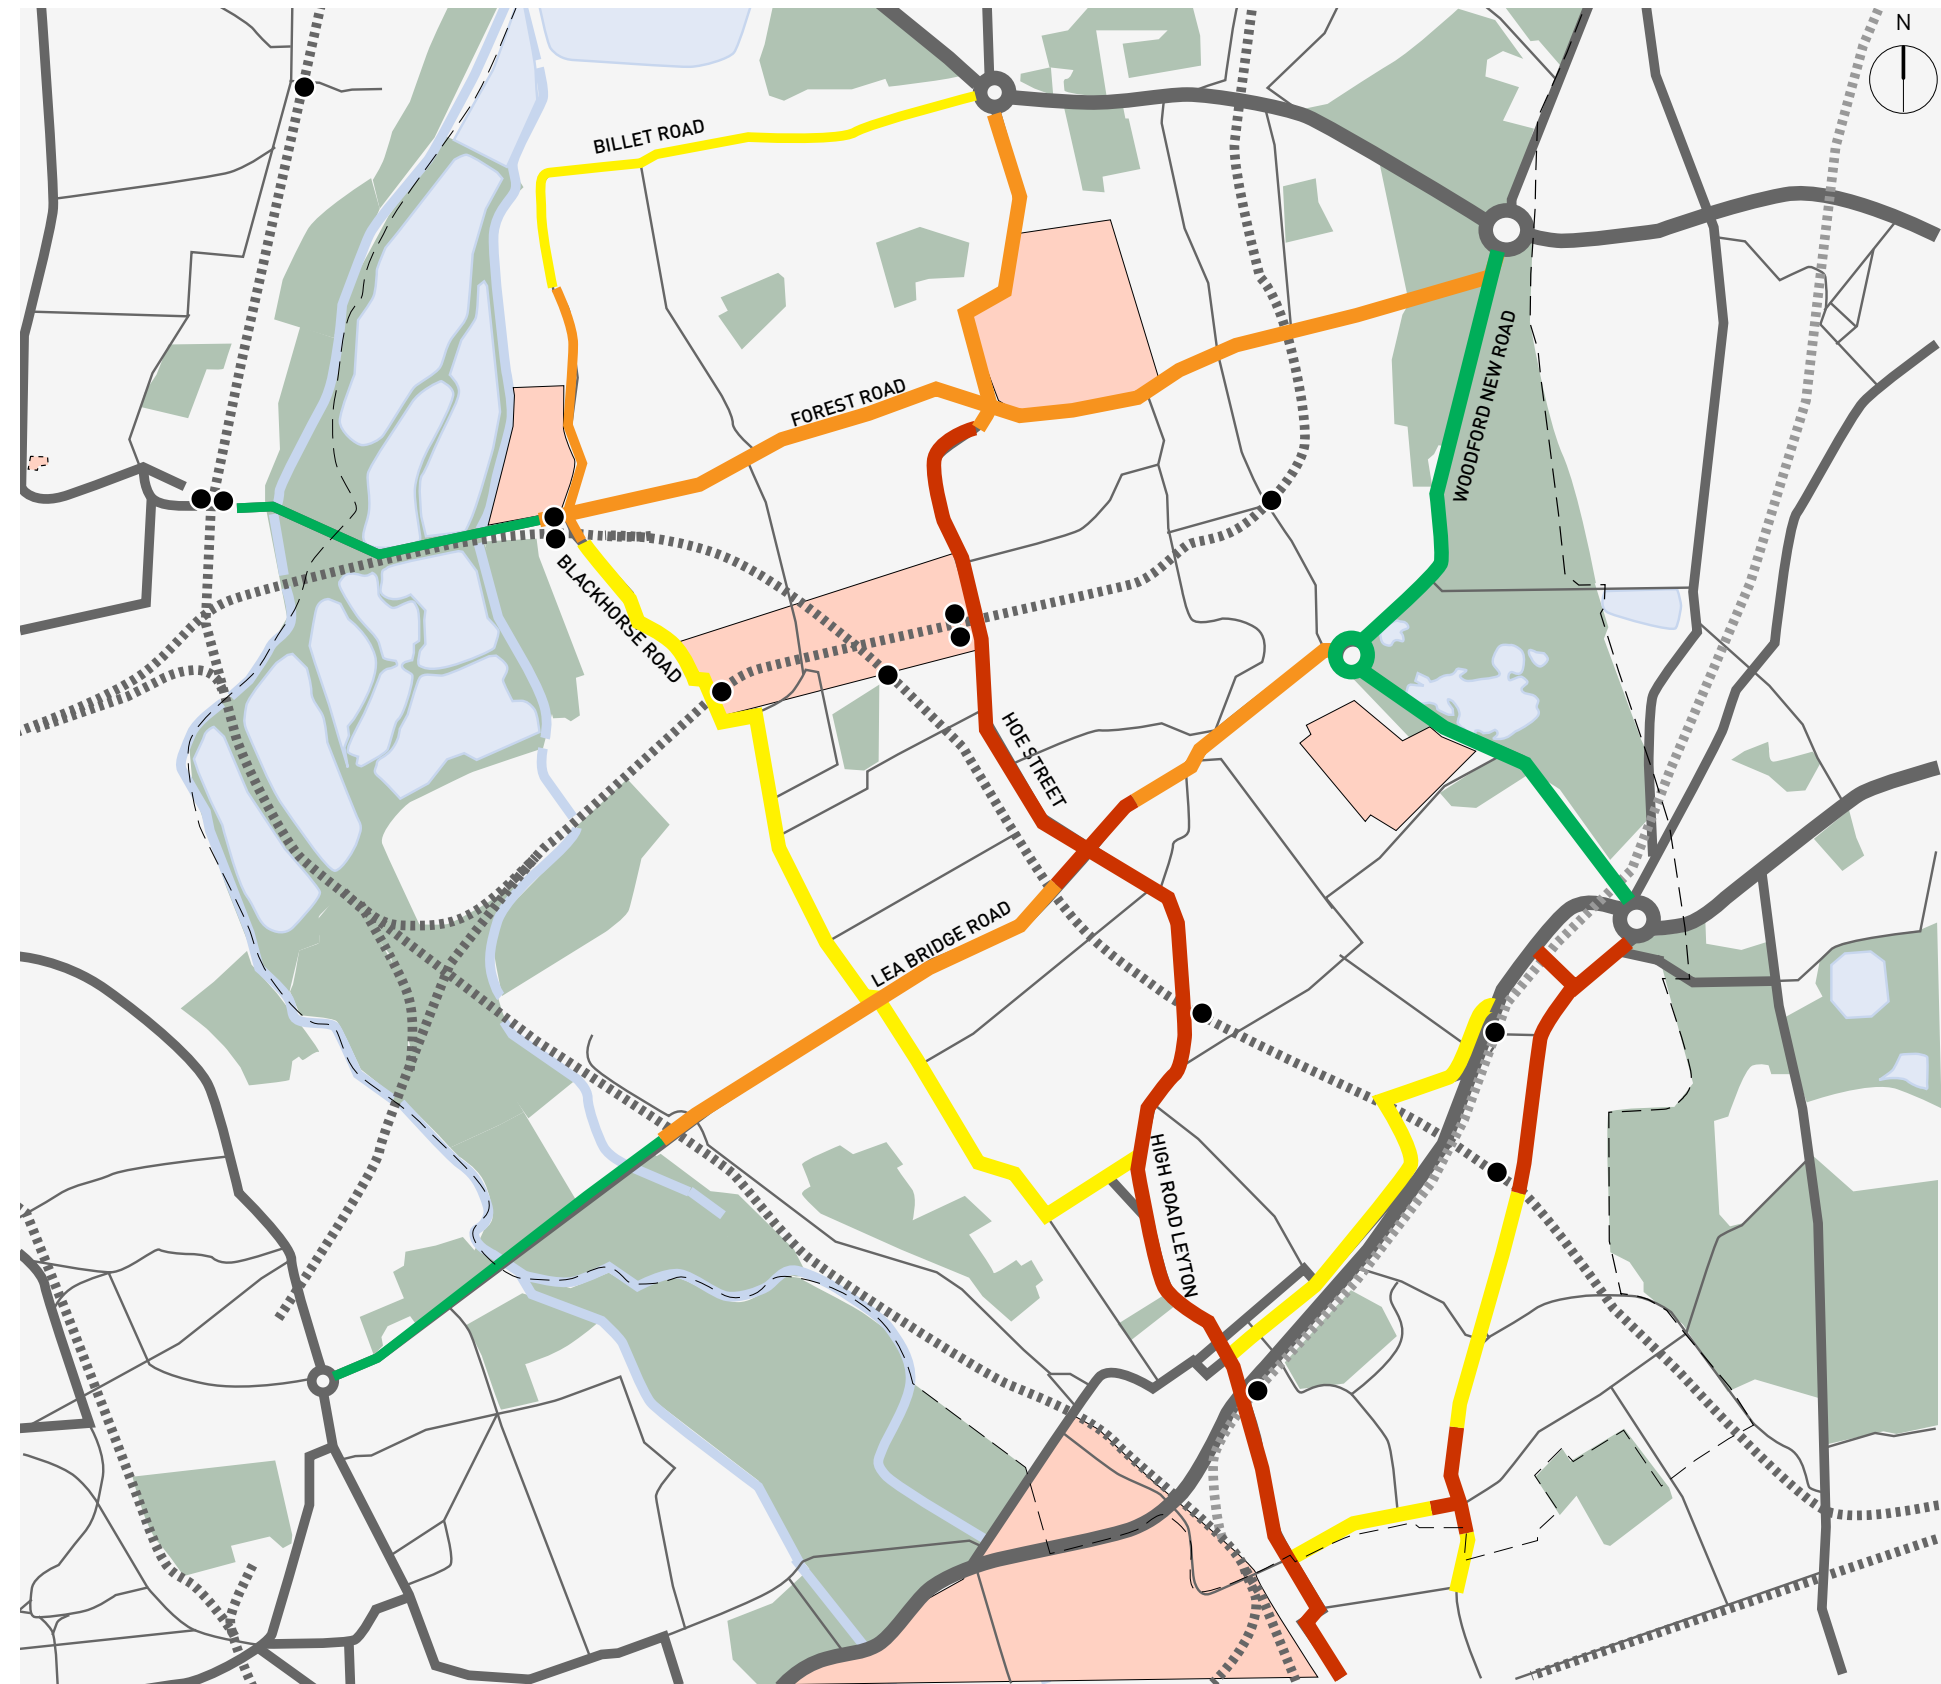 N
BILLET ROAD
FOREST ROAD
WOODFORD NEW ROAD
BLACKHORSE ROAD
HOE STREET
LEA BRIDGE ROAD
HIGH ROAD LEYTON